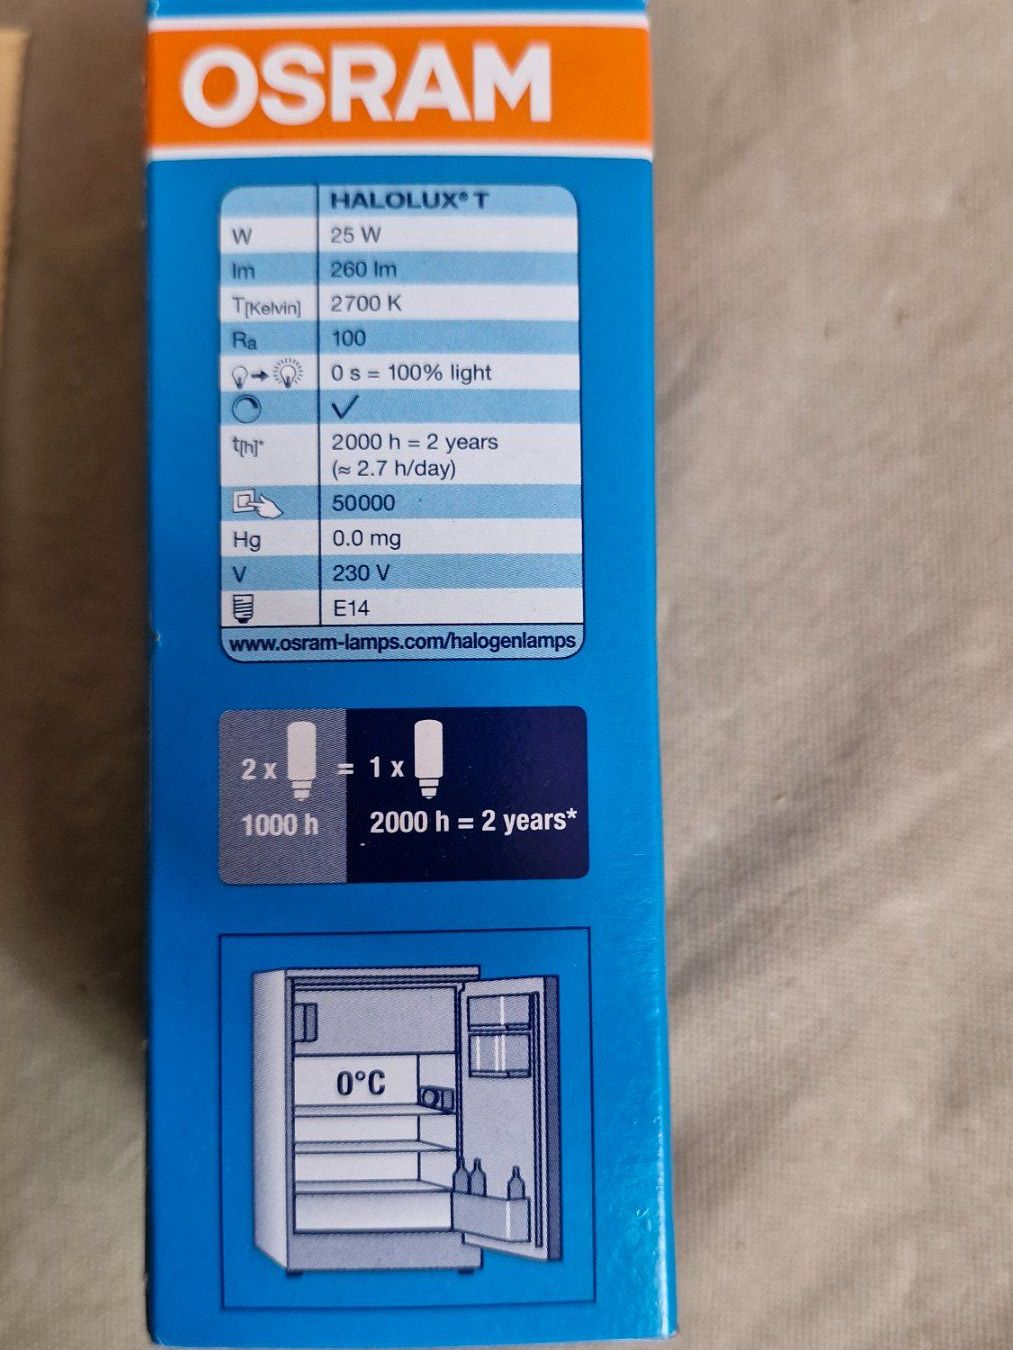 OSRAM
HALOLUX® T
W 25 W
lm 260 lm
T[Kelvin] 2700 K
Ra 100
0 s = 100% light
t[h]* 2000 h = 2 years
(≈ 2.7 h/day)
50000
Hg 0.0 mg
V 230 V
E14
www.osram-lamps.com/halogenlamps
2 x = 1 x
1000 h 2000 h = 2 years*
0°C